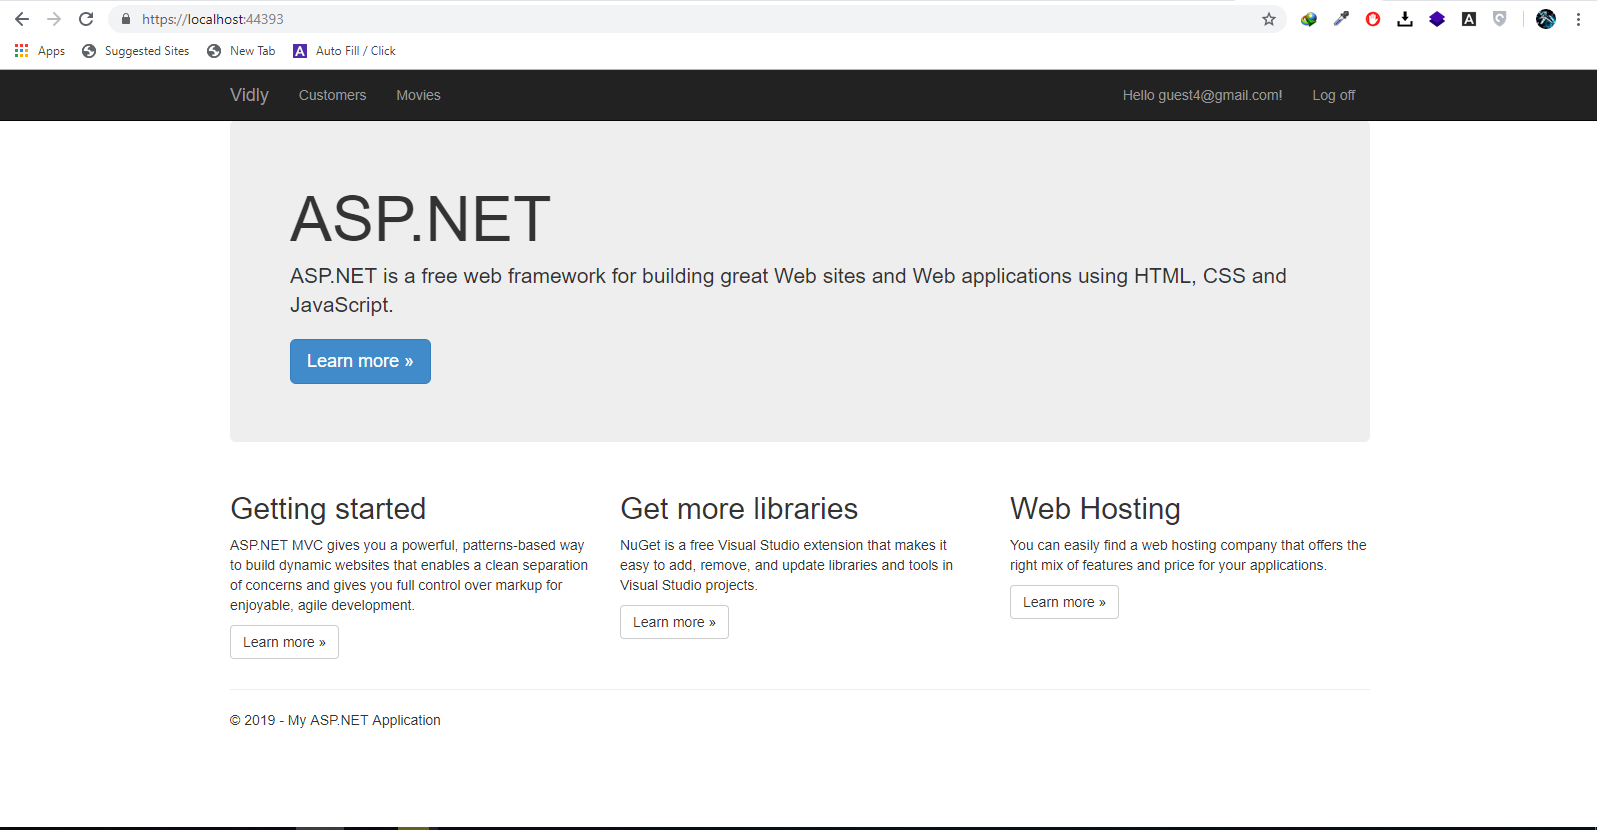 https://localhost:44393
Apps Suggested Sites New Tab A Auto Fill / Click
Vidly Customers Movies Hello guest4@gmail.com! Log off
ASP.NET
ASP.NET is a free web framework for building great Web sites and Web applications using HTML, CSS and
JavaScript.
Learn more »
Getting started
ASP.NET MVC gives you a powerful, patterns-based way
to build dynamic websites that enables a clean separation
of concerns and gives you full control over markup for
enjoyable, agile development.
Learn more »
Get more libraries
NuGet is a free Visual Studio extension that makes it
easy to add, remove, and update libraries and tools in
Visual Studio projects.
Learn more »
Web Hosting
You can easily find a web hosting company that offers the
right mix of features and price for your applications.
Learn more »
© 2019 - My ASP.NET Application